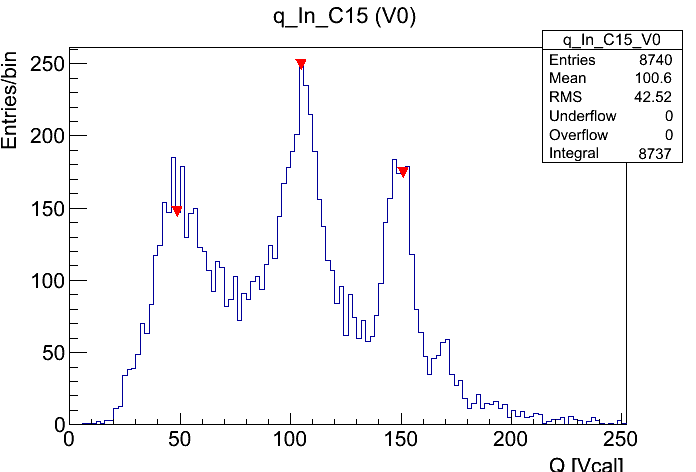 q_In_C15 (V0)
q_In_C15_V0
Entries 8740
Mean 100.6
RMS 42.52
Underflow 0
Overflow 0
Integral 8737
Entries/bin
250
200
150
100
50
0
0 50 100 150 200 250
Q [Vcal]